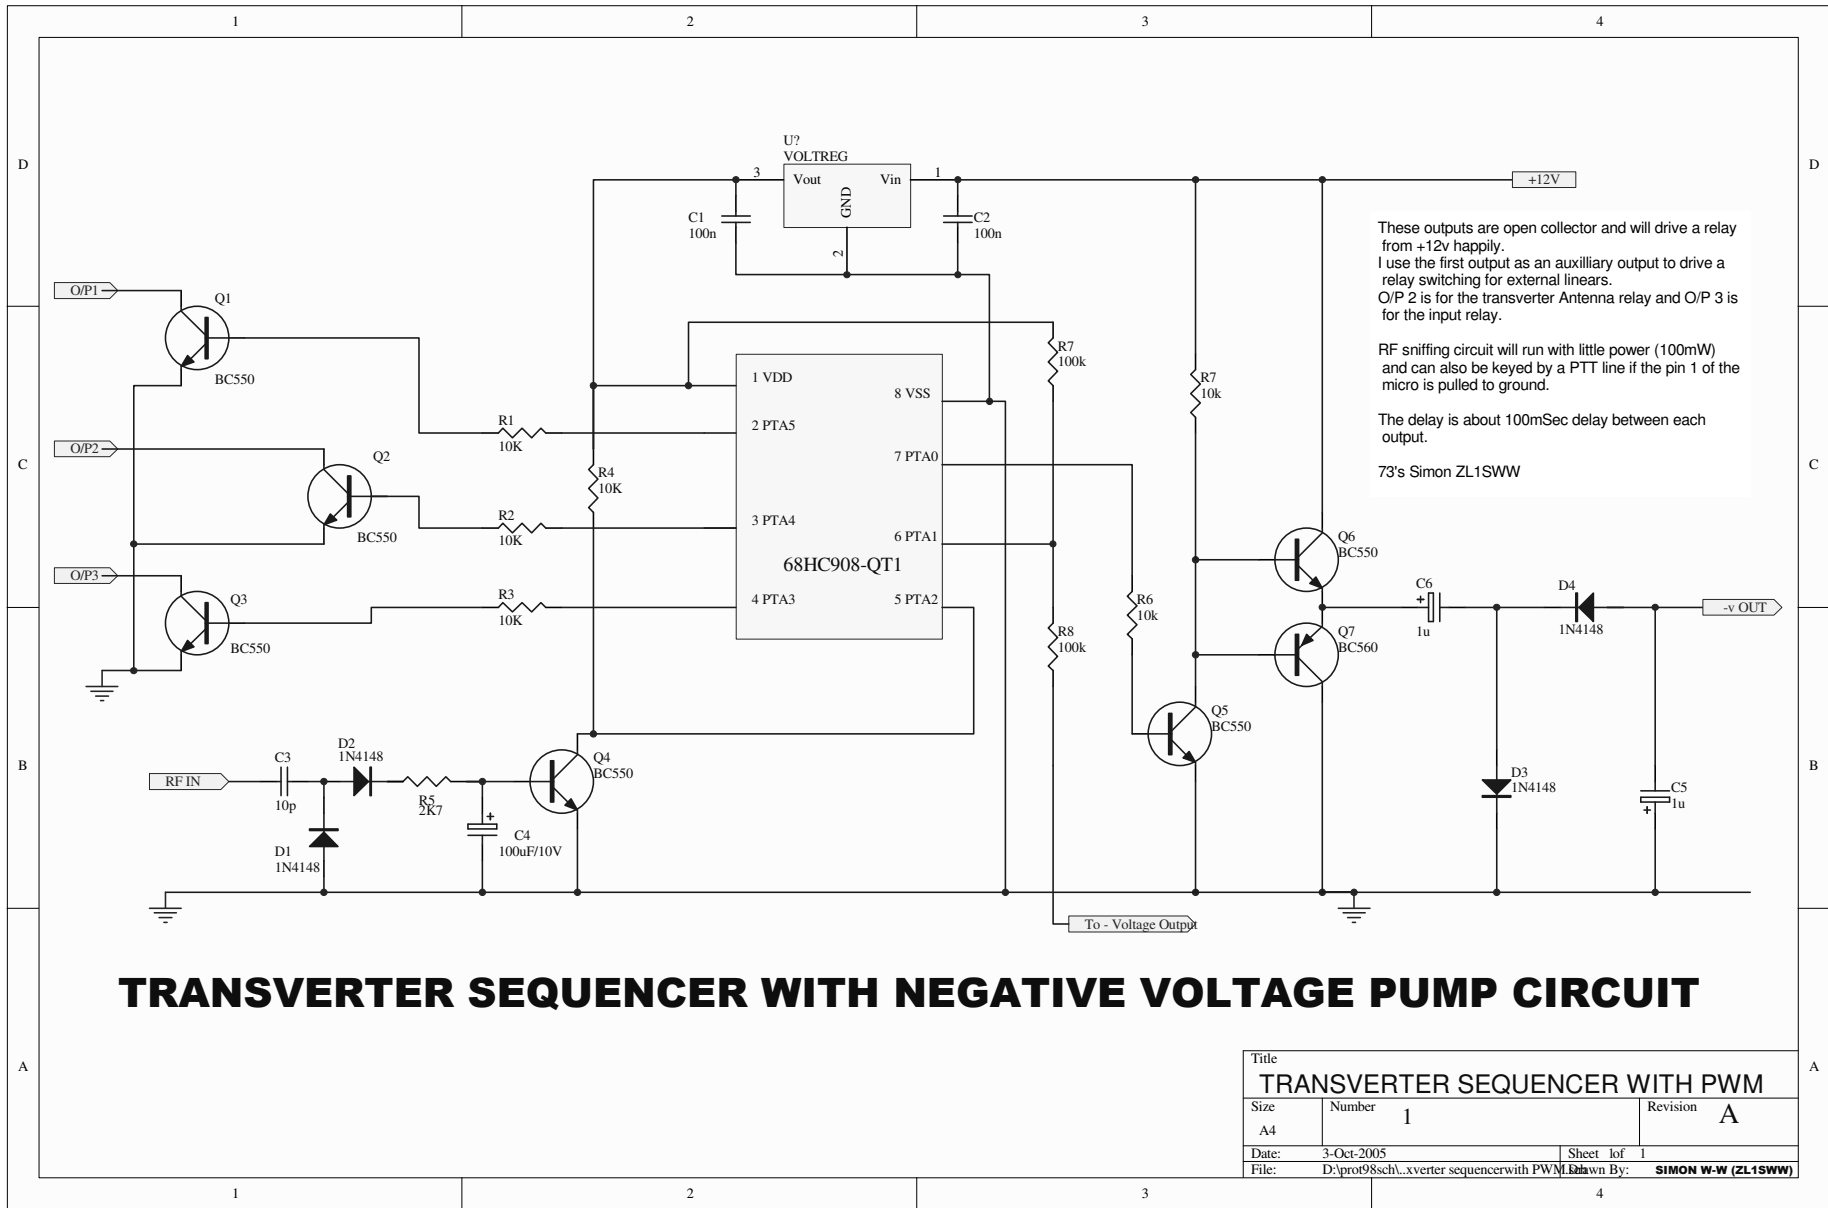 1
2
3
4
D
D
U?
VOLTREG
3
Vout
Vin
1
GND
2
+12V
C1
100n
C2
100n
These outputs are open collector and will drive a relay
from +12v happily.
I use the first output as an auxilliary output to drive a
relay switching for external linears.
O/P 2 is for the transverter Antenna relay and O/P 3 is
for the input relay.
RF sniffing circuit will run with little power (100mW)
and can also be keyed by a PTT line if the pin 1 of the
micro is pulled to ground.
The delay is about 100mSec delay between each
output.
73's Simon ZL1SWW
O/P1
Q1
BC550
R7
100k
R7
10k
1 VDD
8 VSS
2 PTA5
7 PTA0
3 PTA4
6 PTA1
68HC908-QT1
4 PTA3
5 PTA2
R1
10K
C
C
O/P2
Q2
BC550
R4
10K
R2
10K
O/P3
Q3
BC550
R3
10K
R6
10k
R8
100k
Q6
BC550
Q7
BC560
C6
+
1u
D4
1N4148
-v OUT
Q5
BC550
B
B
RF IN
C3
10p
D2
1N4148
R5
2K7
Q4
BC550
D1
1N4148
+
C4
100uF/10V
D3
1N4148
C5
1u
+
To - Voltage Output
TRANSVERTER SEQUENCER WITH NEGATIVE VOLTAGE PUMP CIRCUIT
A
A
Title
TRANSVERTER SEQUENCER WITH PWM
Size
A4
Number
1
Revision
A
Date:
3-Oct-2005
Sheet 1of 1
File:
D:\prot98sch\..xverter sequencerwith PWM.Sch
Drawn By:
SIMON W-W (ZL1SWW)
1
2
3
4